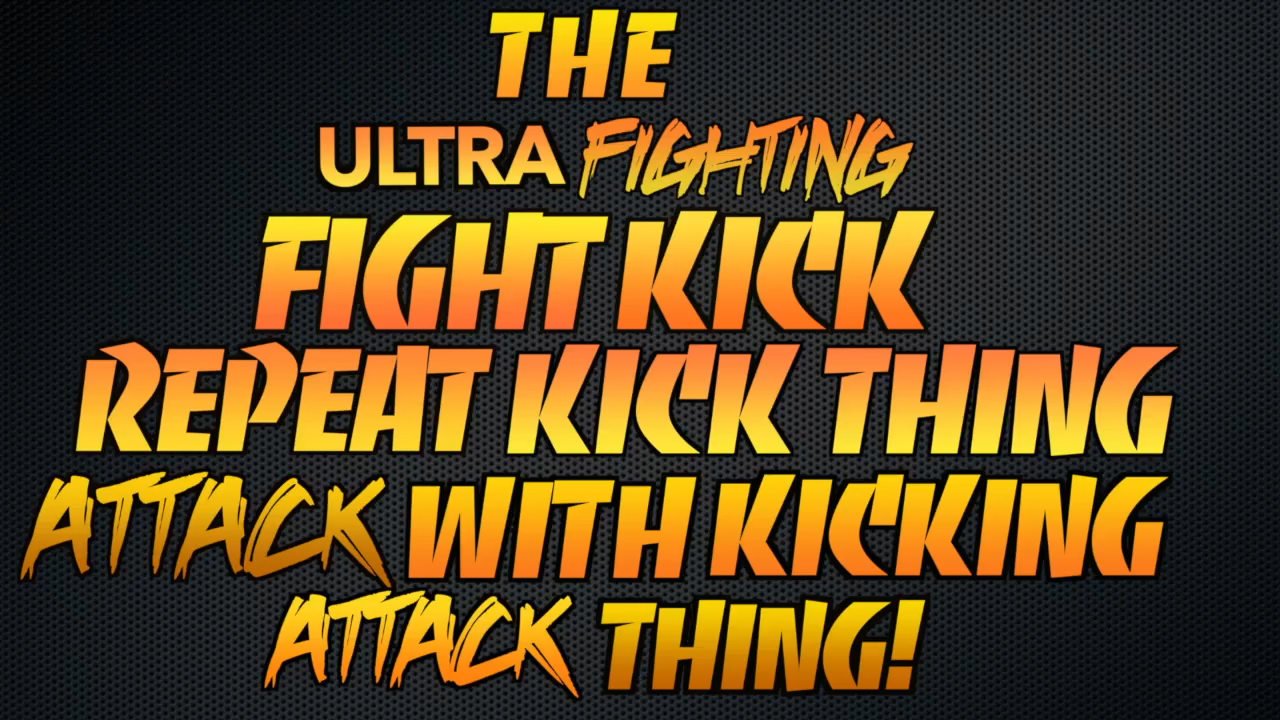 THE
ULTRA FIGHTING
FIGHT KICK
REPEAT KICK THING
ATTACK WITH KICKING
ATTACK THING!